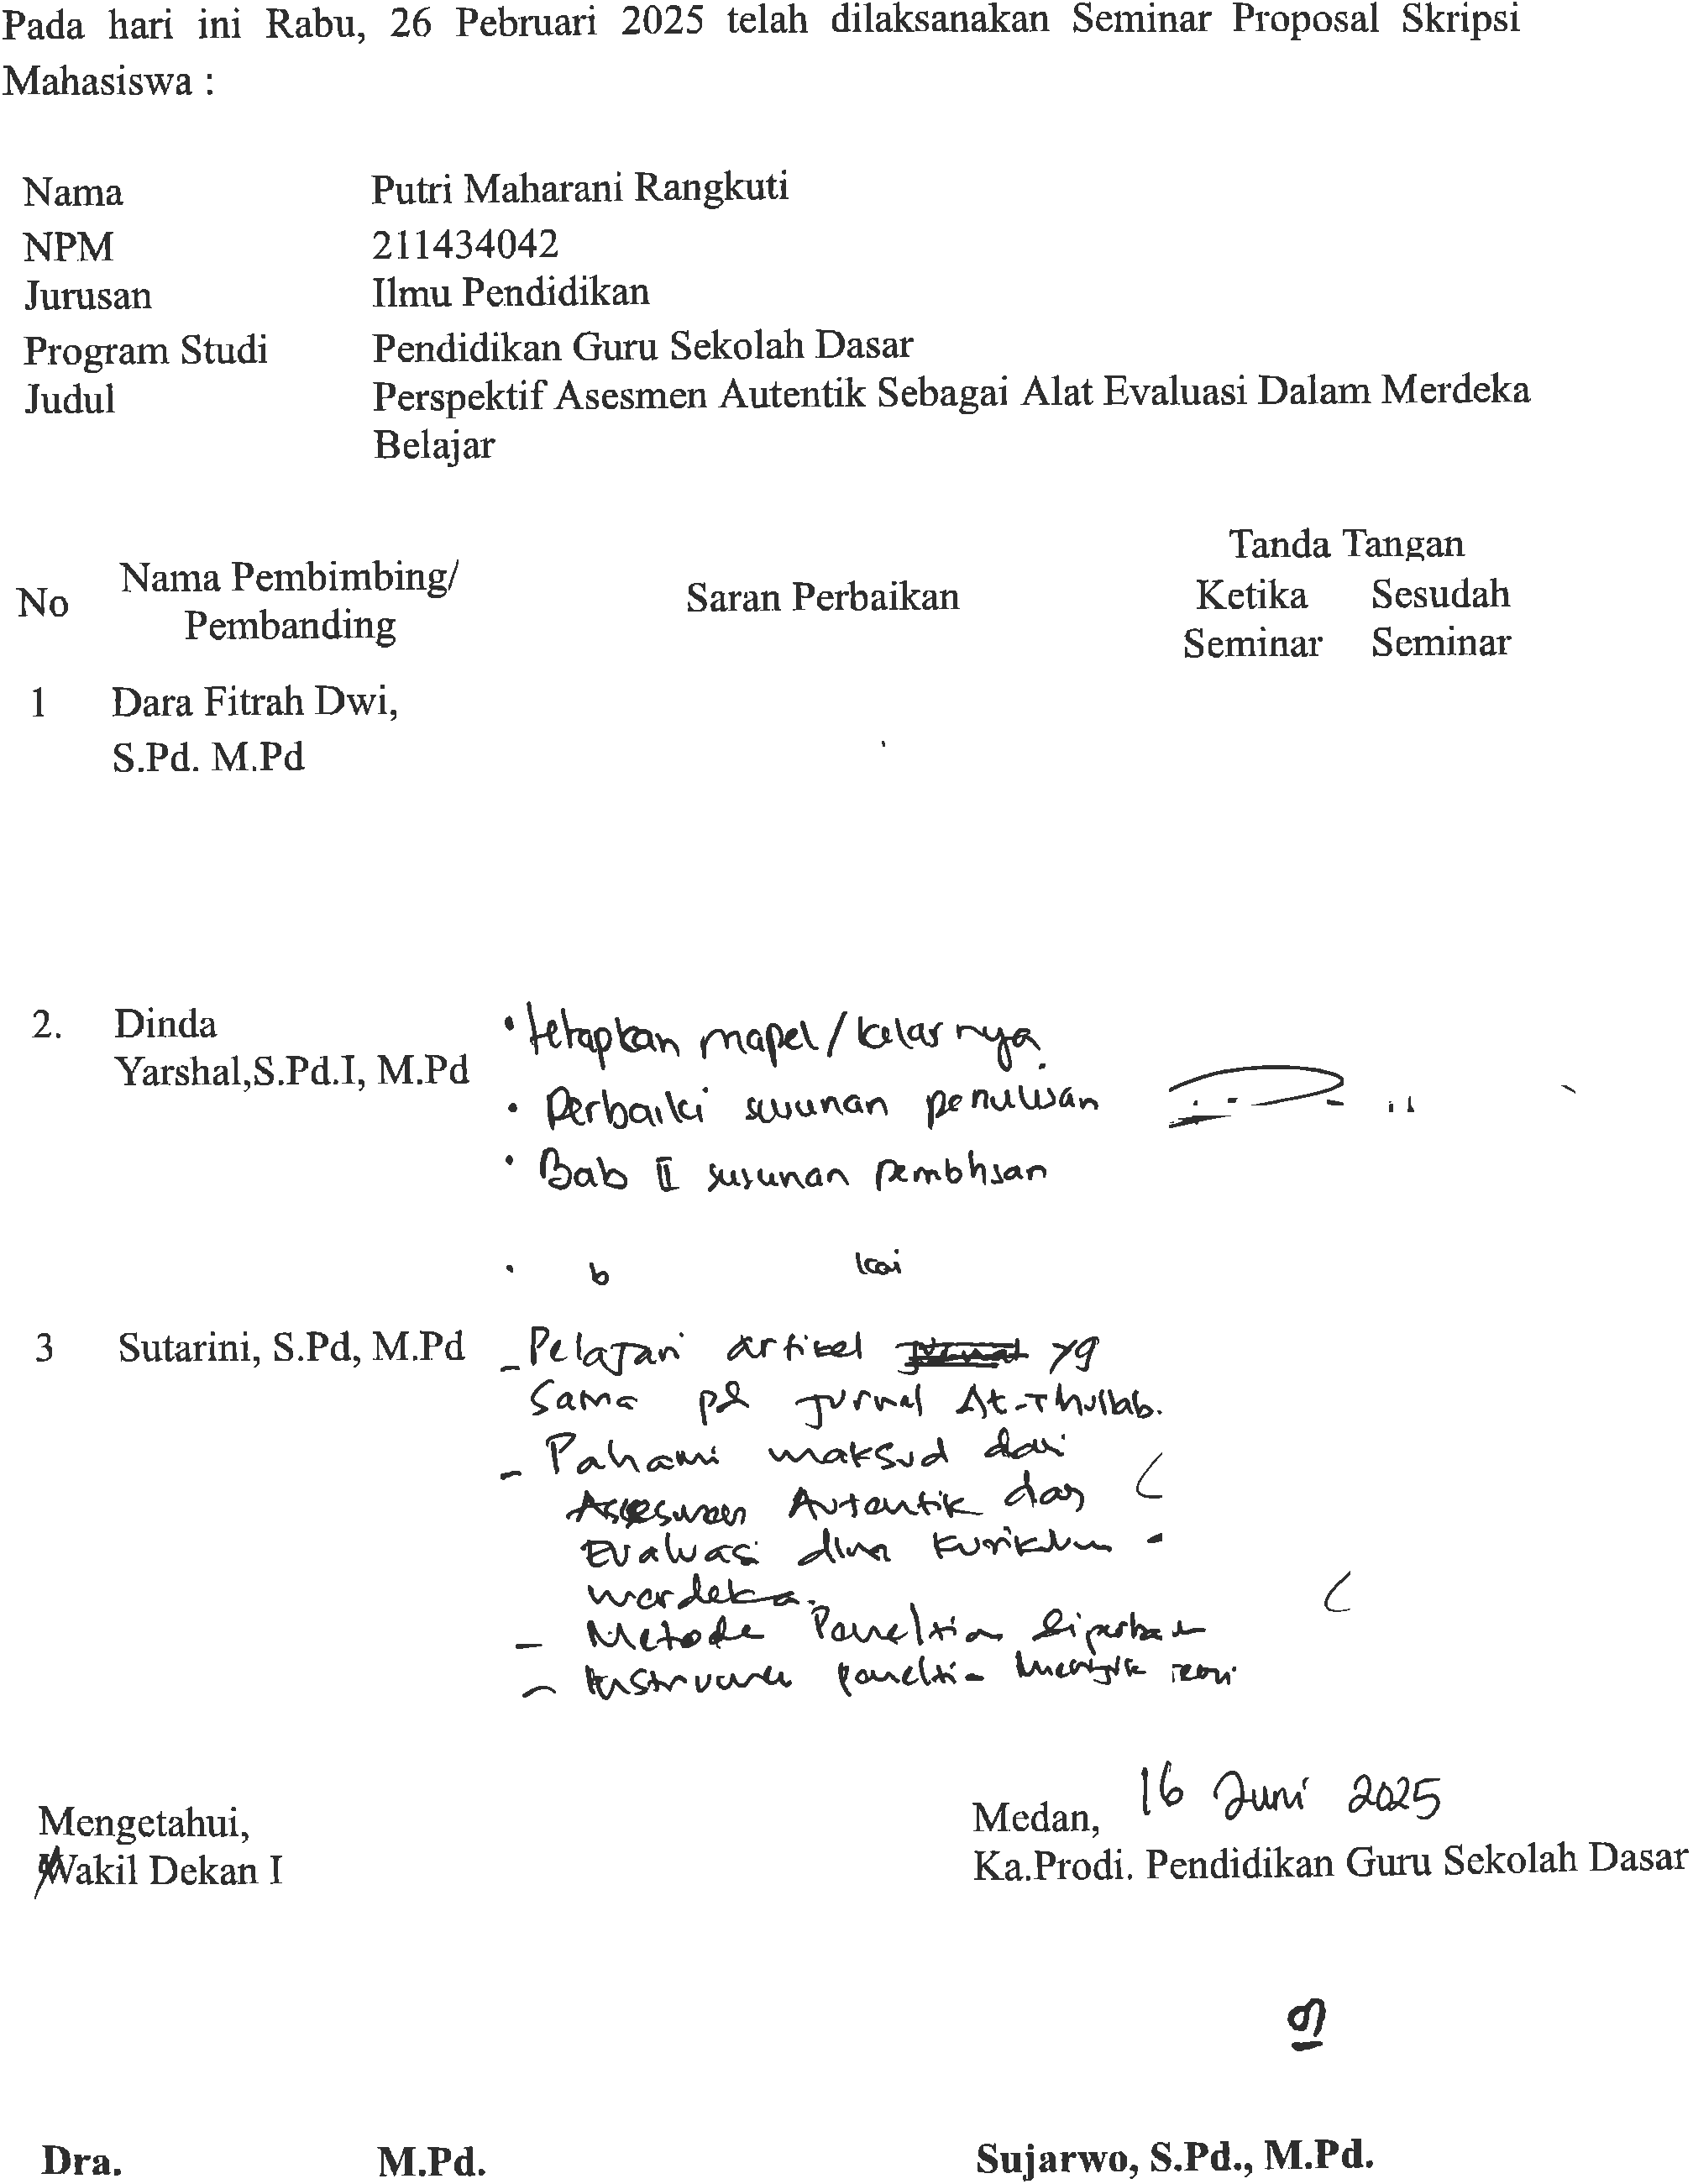 Pada hari ini Rabu, 26 Pebruari 2025 telah dilaksanakan Seminar Proposal Skripsi
Mahasiswa :
Nama Putri Maharani Rangkuti
NPM 211434042
Jurusan Ilmu Pendidikan
Program Studi Pendidikan Guru Sekolah Dasar
Judul Perspektif Asesmen Autentik Sebagai Alat Evaluasi Dalam Merdeka
Belajar
No Nama Pembimbing/ Pembanding Saran Perbaikan Tanda Tangan
Ketika Seminar Sesudah Seminar
1 Dara Fitrah Dwi,
S.Pd. M.Pd
2. Dinda • tetapkan mapel/kelasnya.
Yarshal,S.Pd.I, M.Pd
• Perbaiki susunan penulisan
• Bab II susunan pembhsan
3 Sutarini, S.Pd, M.Pd - Pelajari artikel yg
Sama pd jurnal At-Thullab.
- Pahami maksud dari
Assesmen Autentik dan
Evaluasi dlm kurikulum
merdeka.
- Metode Penelitian
- Instrumen
Mengetahui, Medan, 16 Juni 2025
Wakil Dekan I Ka.Prodi. Pendidikan Guru Sekolah Dasar
Dra. M.Pd. Sujarwo, S.Pd., M.Pd.